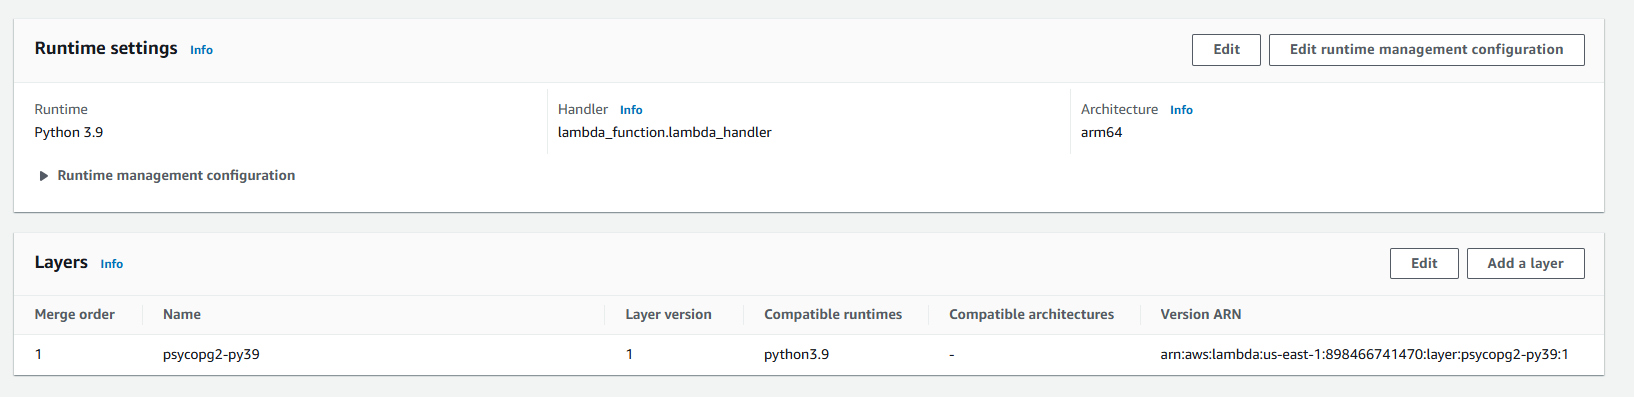 Runtime settings Info Edit Edit runtime management configuration
Runtime Handler Info Architecture Info
Python 3.9 lambda_function.lambda_handler arm64
Runtime management configuration
Layers Info Edit Add a layer
Merge order Name Layer version Compatible runtimes Compatible architectures Version ARN
1 psycopg2-py39 1 python3.9 - arn:aws:lambda:us-east-1:898466741470:layer:psycopg2-py39:1